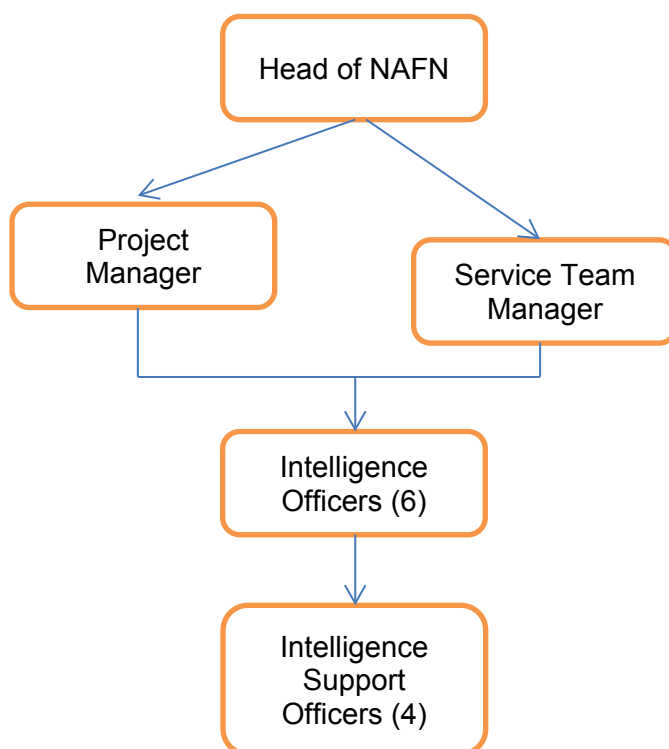 Head of NAFN
Project
Manager
Service Team
Manager
Intelligence
Officers (6)
Intelligence
Support
Officers (4)